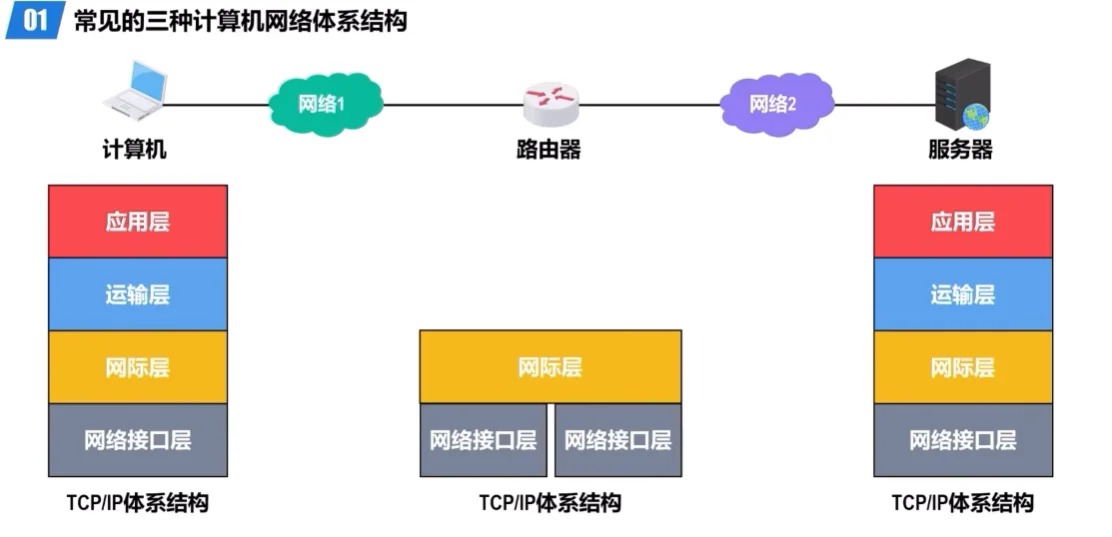 01 常见的三种计算机网络体系结构
网络1
网络2
计算机
路由器
服务器
应用层
应用层
运输层
运输层
网际层
网际层
网际层
网络接口层
网络接口层
网络接口层
网络接口层
TCP/IP体系结构
TCP/IP体系结构
TCP/IP体系结构